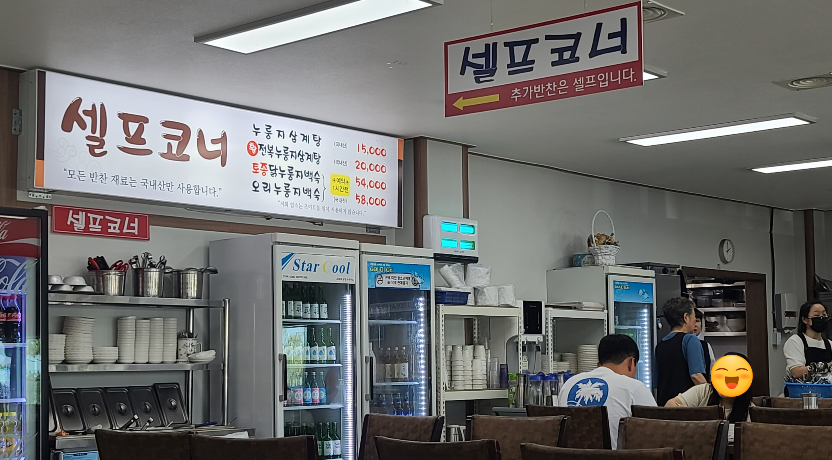 셀프코너
추가반찬은 셀프입니다.
셀프코너
"모든 반찬 재료는 국내산만 사용합니다."
누룽지삼계탕 15,000
전복누룽지삼계탕 20,000
토종닭누룽지백숙 54,000
오리누룽지백숙 58,000
1시간전
셀프코너
Star Cool